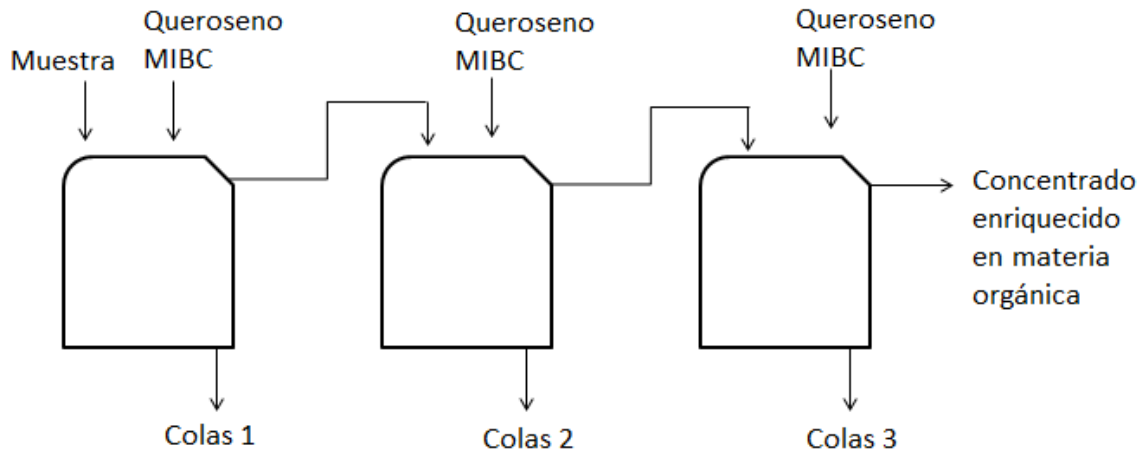 Muestra
Queroseno
MIBC
Queroseno
MIBC
Queroseno
MIBC
Concentrado
enriquecido
en materia
orgánica
Colas 1
Colas 2
Colas 3